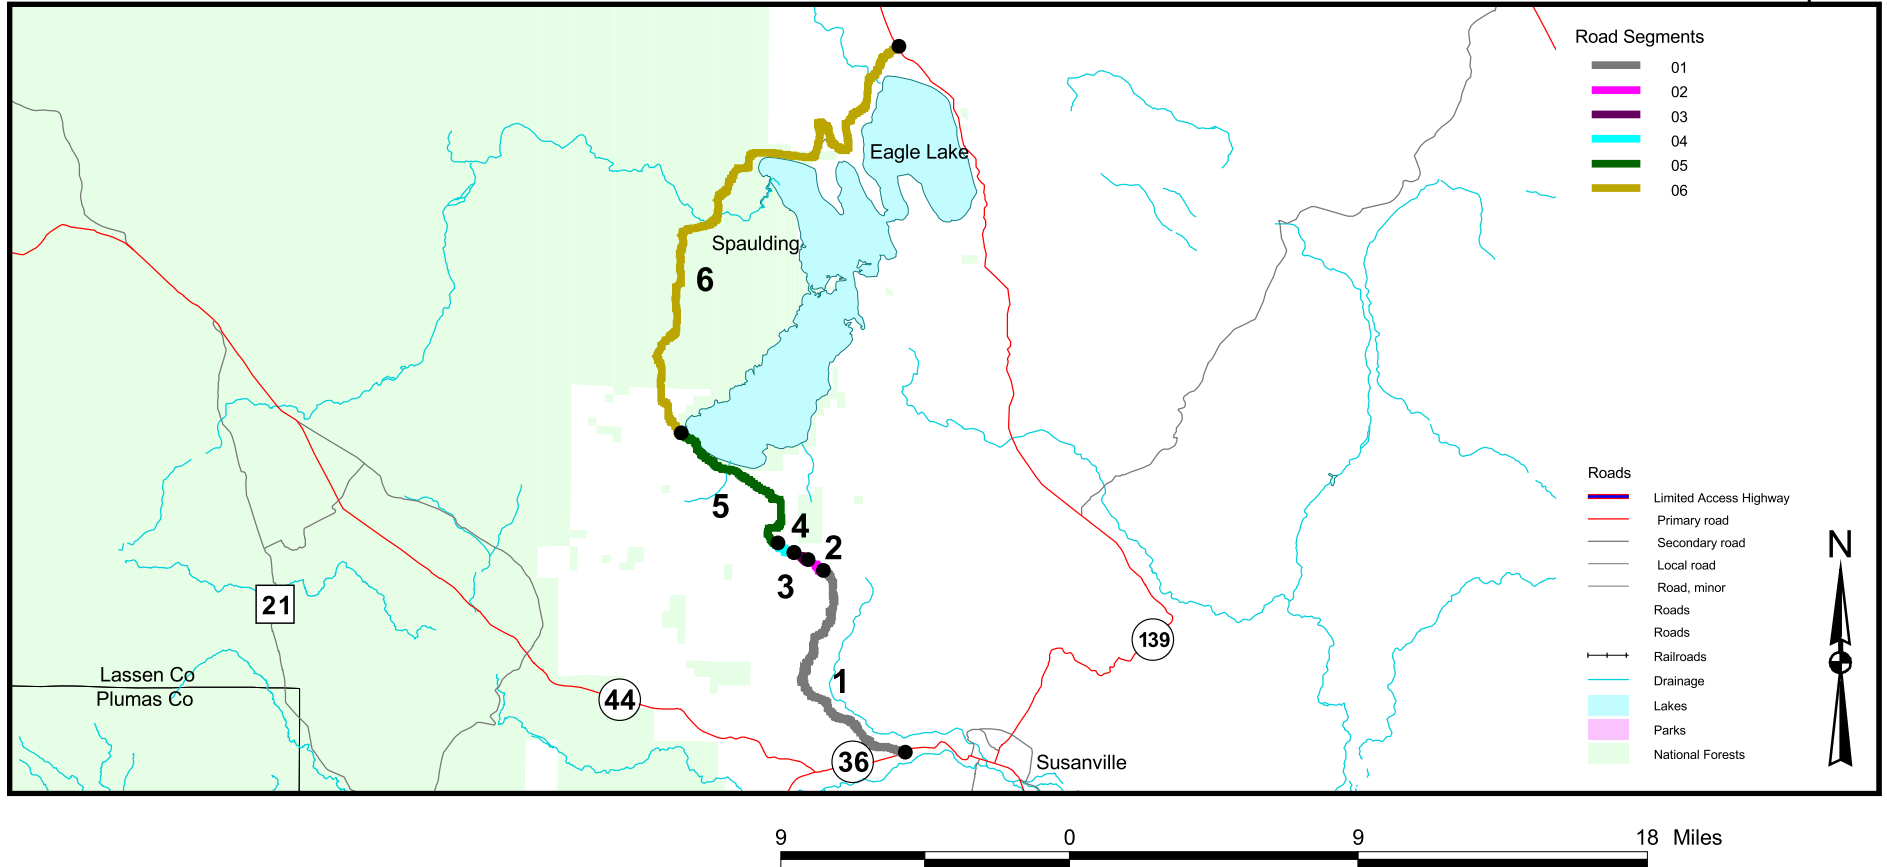 Road Segments
01
02
03
04
05
06
Eagle Lake
Spaulding
6
5
4
2
3
1
21
Lassen Co
Plumas Co
44
36
139
Susanville
Roads
Limited Access Highway
Primary road
Secondary road
Local road
Road, minor
Roads
Roads
Railroads
Drainage
Lakes
Parks
National Forests
N
9 0 9 18 Miles